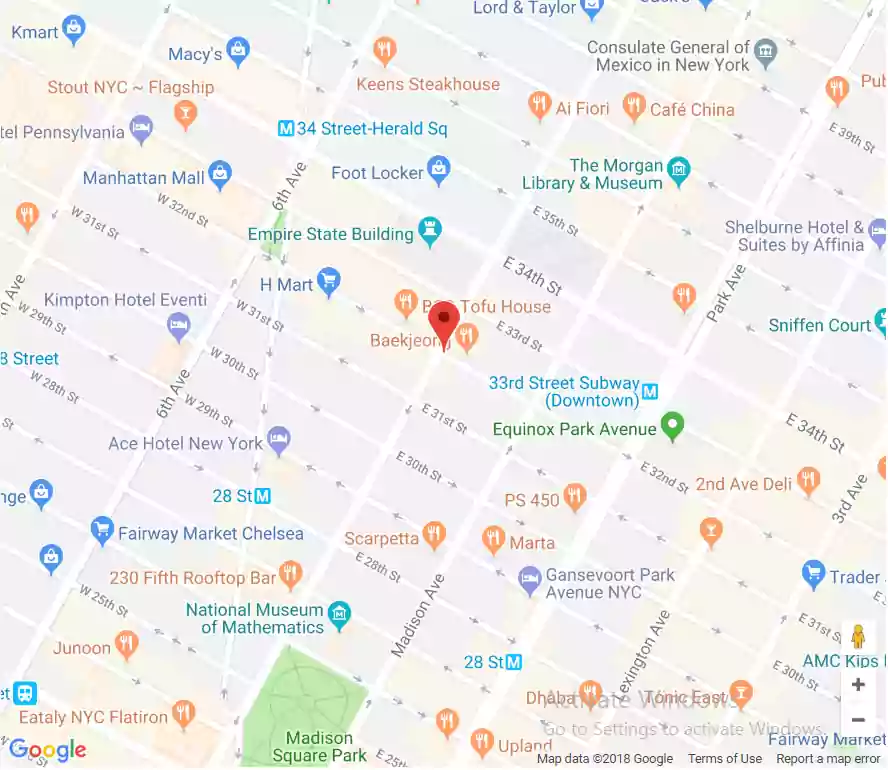 Lord & Taylor
Kmart
Macy's
Consulate General of
Mexico in New York
Keens Steakhouse
Stout NYC ~ Flagship
Pub
Ai Fiori
Café China
tel Pennsylvania
34 Street-Herald Sq
E 39th St
Manhattan Mall
Foot Locker
The Morgan
Library & Museum
6th Ave
W 32nd St
W 31st St
E 35th St
Empire State Building
Shelburne Hotel &
Suites by Affinia
E 34th St
H Mart
Park Ave
Kimpton Hotel Eventi
Tofu House
W 29th St
W 31st St
E 33rd St
Sniffen Court
Baekjeong
8 Street
W 30th St
W 28th St
6th Ave
33rd Street Subway
(Downtown)
W 29th St
E 31st St
Equinox Park Avenue
E 34th St
Ace Hotel New York
E 30th St
E 32nd St
2nd Ave Deli
3rd Ave
nge
28 St
PS 450
Fairway Market Chelsea
Scarpetta
Marta
230 Fifth Rooftop Bar
E 28th St
Gansevoort Park
Avenue NYC
Trader
W 25th St
National Museum
of Mathematics
Madison Ave
E 31st St
Junoon
28 St
Lexington Ave
AMC Kips
E 30th St
et
Dhaba
Tonic East
Activate Windows
Eataly NYC Flatiron
Go to Settings to activate Windows.
Madison
Square Park
Upland
Fairway Market
E 25th
Google
Map data ©2018 Google
Terms of Use
Report a map error